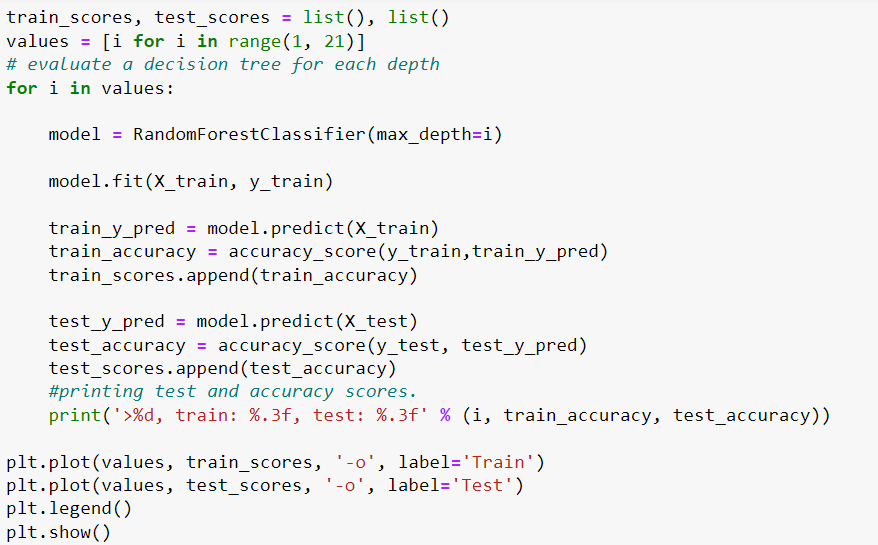 train_scores, test_scores = list(), list()
values = [i for i in range(1, 21)]
# evaluate a decision tree for each depth
for i in values:
    model = RandomForestClassifier(max_depth=i)
    model.fit(X_train, y_train)
    train_y_pred = model.predict(X_train)
    train_accuracy = accuracy_score(y_train,train_y_pred)
    train_scores.append(train_accuracy)
    test_y_pred = model.predict(X_test)
    test_accuracy = accuracy_score(y_test, test_y_pred)
    test_scores.append(test_accuracy)
    #printing test and accuracy scores.
    print('>%d, train: %.3f, test: %.3f' % (i, train_accuracy, test_accuracy))
plt.plot(values, train_scores, '-o', label='Train')
plt.plot(values, test_scores, '-o', label='Test')
plt.legend()
plt.show()